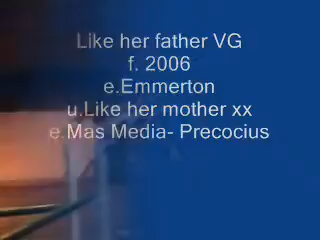 Like her father VG
f. 2006
e.Emmerton
u.Like her mother xx
e.Mas Media- Precocius